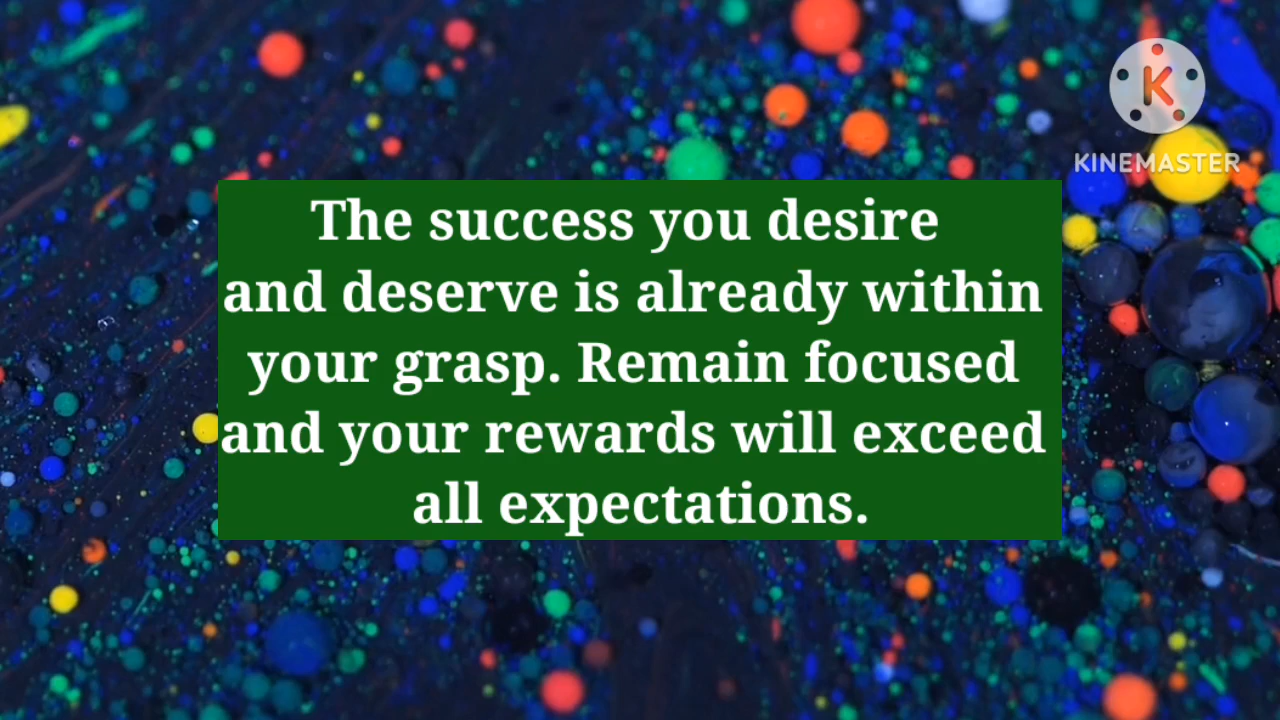 K
KINEMASTER
The success you desire
and deserve is already within
your grasp. Remain focused
and your rewards will exceed
all expectations.